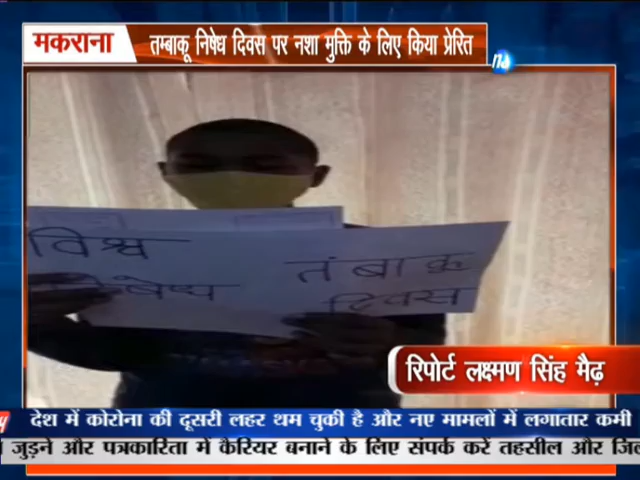 मकराना
तम्बाकू निषेध दिवस पर नशा मुक्ति के लिए किया प्रेरित
विश्व
तंबाकू
दिवस
रिपोर्ट लक्ष्मण सिंह मैढ़
देश में कोरोना की दूसरी लहर थम चुकी है और नए मामलों में लगातार कमी
जुड़ने और पत्रकारिता में कैरियर बनाने के लिए संपर्क करें तहसील और